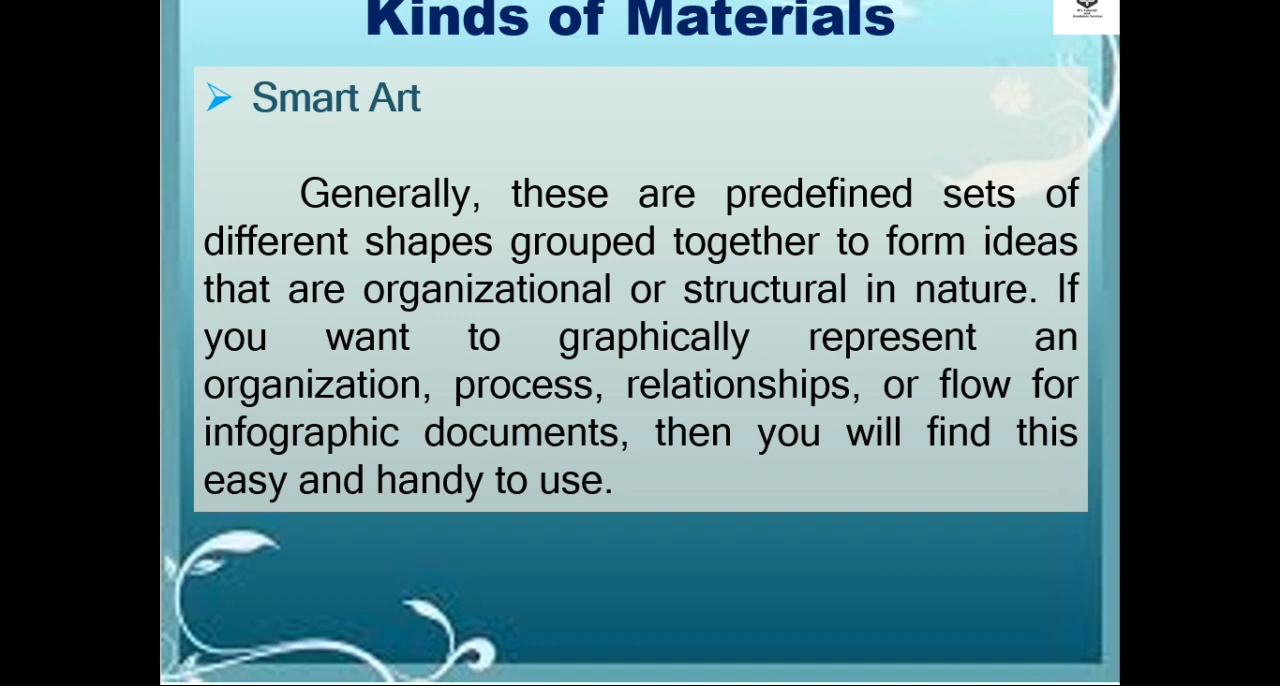 Kinds of Materials
Smart Art
Generally, these are predefined sets of
different shapes grouped together to form ideas
that are organizational or structural in nature. If
you want to graphically represent an
organization, process, relationships, or flow for
infographic documents, then you will find this
easy and handy to use.